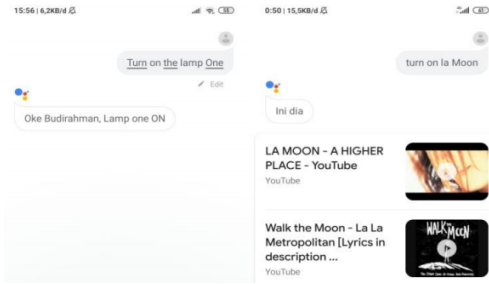 15:56 | 6,2KB/d
Turn on the lamp One
Edit
Oke Budirahman, Lamp one ON
0:50 | 15,5KB/d
turn on la Moon
Ini dia
LA MOON - A HIGHER
PLACE - YouTube
YouTube
Walk the Moon - La La
Metropolitan [Lyrics in
description ...
YouTube
WALK MOON